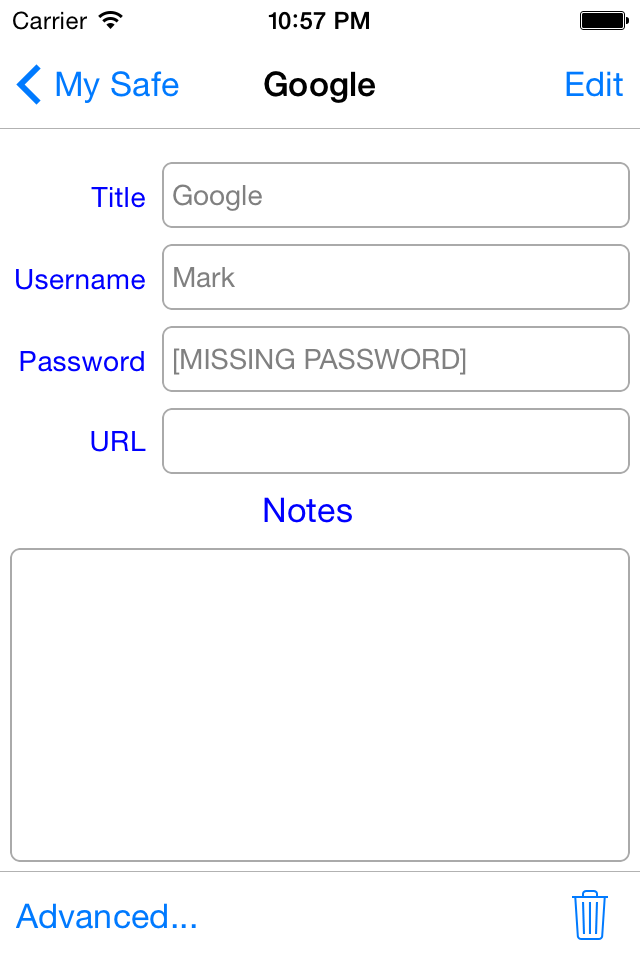 Carrier 10:57 PM
My Safe Google Edit
Title Google
Username Mark
Password [MISSING PASSWORD]
URL
Notes
Advanced...